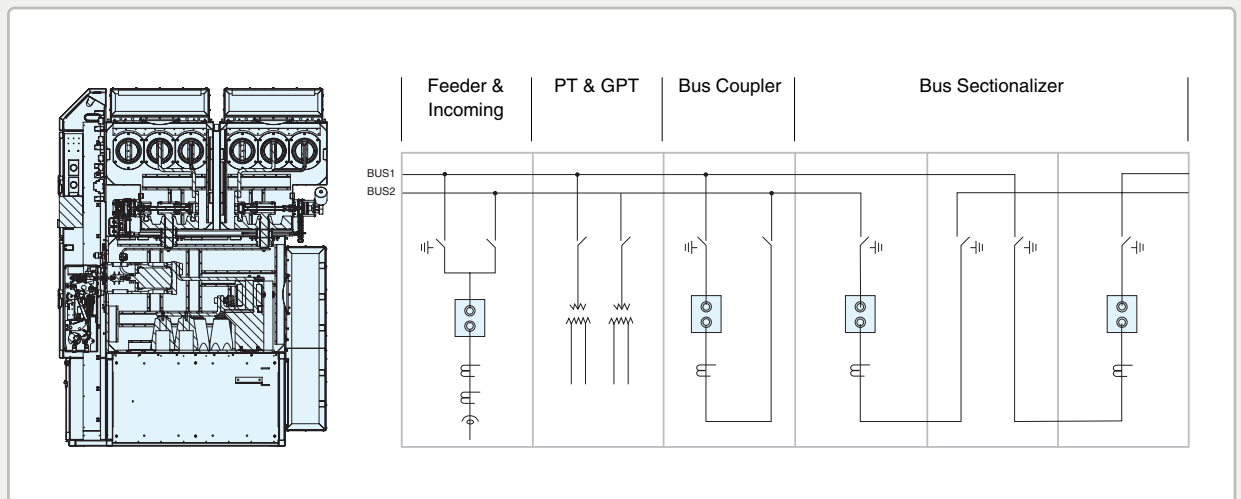 Feeder &
Incoming
PT & GPT
Bus Coupler
Bus Sectionalizer
BUS1
BUS2